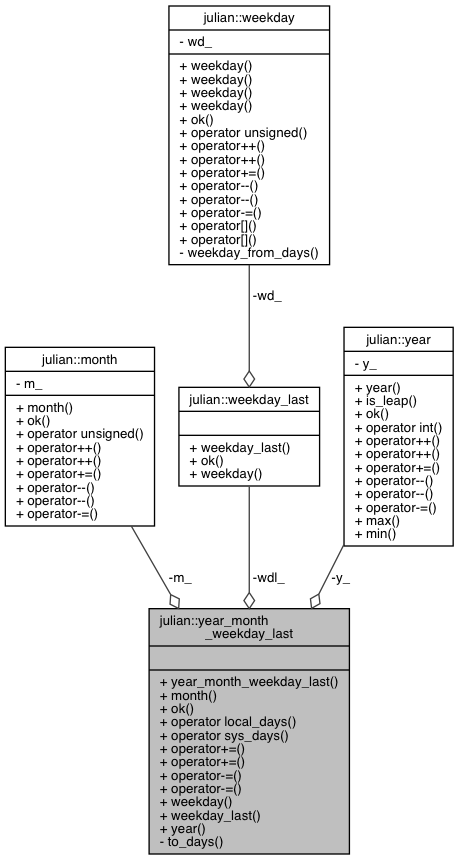 julian::weekday
- wd_
+ weekday()
+ weekday()
+ weekday()
+ weekday()
+ ok()
+ operator unsigned()
+ operator++()
+ operator++()
+ operator+=()
+ operator--()
+ operator--()
+ operator-=()
+ operator[]()
+ operator[]()
- weekday_from_days()
-wd_
julian::month
- m_
+ month()
+ ok()
+ operator unsigned()
+ operator++()
+ operator++()
+ operator+=()
+ operator--()
+ operator--()
+ operator-=()
julian::weekday_last
+ weekday_last()
+ ok()
+ weekday()
julian::year
- y_
+ year()
+ is_leap()
+ ok()
+ operator int()
+ operator++()
+ operator++()
+ operator+=()
+ operator--()
+ operator--()
+ operator-=()
+ max()
+ min()
-m_
-wdl_
-y_
julian::year_month
_weekday_last
+ year_month_weekday_last()
+ month()
+ ok()
+ operator local_days()
+ operator sys_days()
+ operator+=()
+ operator+=()
+ operator-=()
+ operator-=()
+ weekday()
+ weekday_last()
+ year()
- to_days()